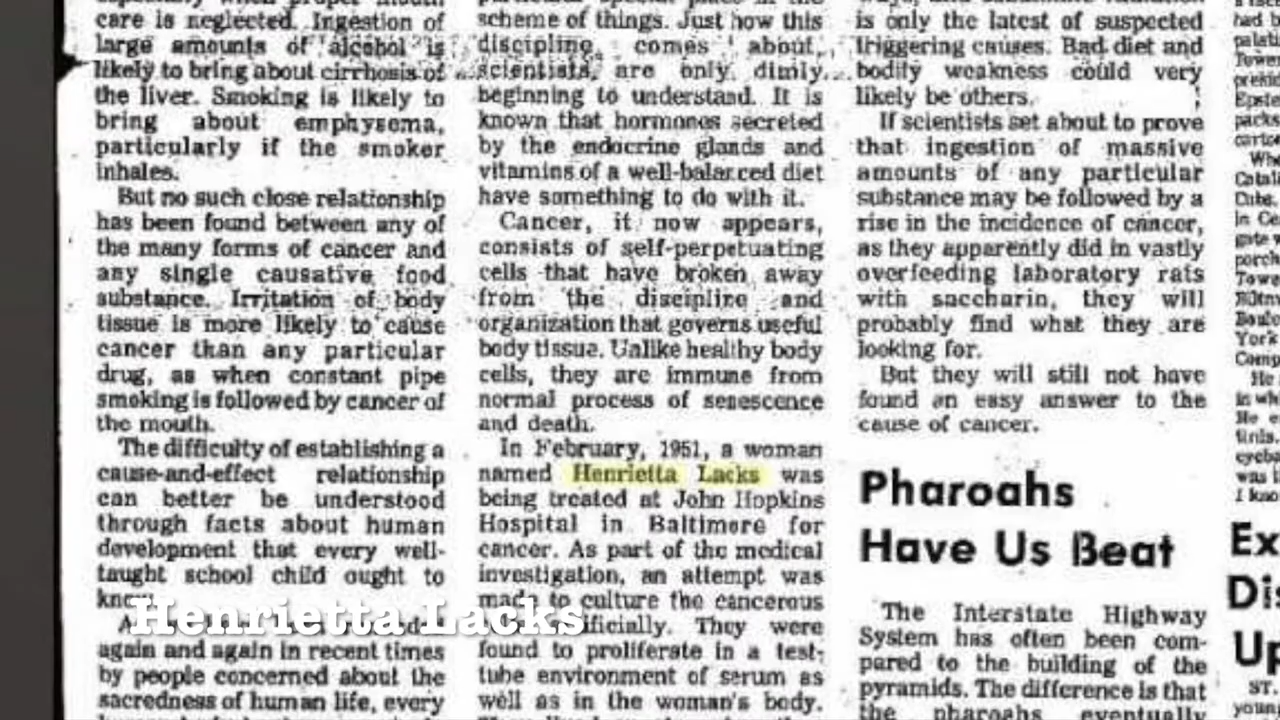 care is neglected. Ingestion of
large amounts of alcohol is
likely to bring about cirrhosis of
the liver. Smoking is likely to
bring about emphysema,
particularly if the smoker
inhales.
But no such close relationship
has been found between any of
the many forms of cancer and
any single causative food
substance. Irritation of body
tissue is more likely to cause
cancer than any particular
drug, as when constant pipe
smoking is followed by cancer of
the mouth.
The difficulty of establishing a
cause-and-effect relationship
can better be understood
through facts about human
development that every well-
taught school child ought to
again and again in recent times
by people concerned about the
sacredness of human life, every
scheme of things. Just how this
discipline comes about,
scientists, are only dimly
beginning to understand. It is
known that hormones secreted
by the endocrine glands and
vitamins of a well-balanced diet
have something to do with it.
Cancer, it now appears,
consists of self-perpetuating
cells that have broken away
from the discipline and
organization that governs useful
body tissue. Unlike healthy body
cells, they are immune from
normal process of senescence
and death.
In February, 1951, a woman
named Henrietta Lacks was
being treated at John Hopkins
Hospital in Baltimore for
cancer. As part of the medical
investigation, an attempt was
made to culture the cancerous
They were
found to proliferate in a test-
tube environment of serum as
well as in the woman's body.
is only the latest of suspected
triggering causes. Bad diet and
bodily weakness could very
likely be others.
If scientists set about to prove
that ingestion of massive
amounts of any particular
substance may be followed by a
rise in the incidence of cancer,
as they apparently did in vastly
overfeeding laboratory rats
with saccharin, they will
probably find what they are
looking for.
But they will still not have
found an easy answer to the
cause of cancer.
Pharoahs
Have Us Beat
The Interstate Highway
System has often been com-
pared to the building of the
pyramids. The difference is that
the pharoahs eventually
Ex
Dis
Up
Henrietta Lacks